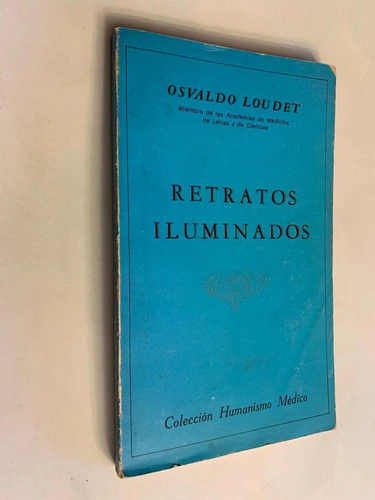 OSVALDO LOUDET
Miembro de las Academias de Medicina,
de Letras y de Ciencias
RETRATOS
ILUMINADOS
Colección Humanismo Médico